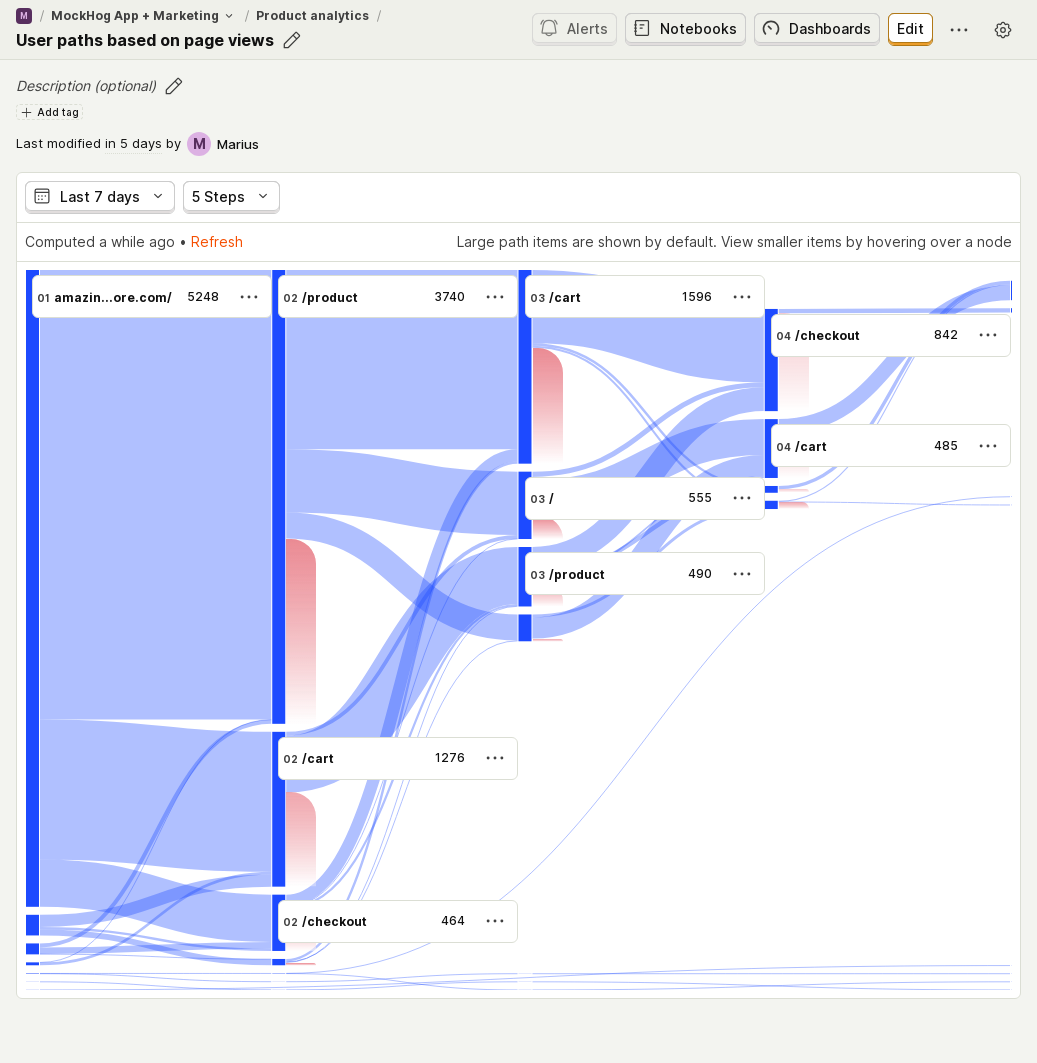 M / MockHog App + Marketing / Product analytics /
User paths based on page views
Alerts
Notebooks
Dashboards
Edit
Description (optional)
Add tag
Last modified in 5 days by M Marius
Last 7 days
5 Steps
Computed a while ago • Refresh
Large path items are shown by default. View smaller items by hovering over a node
01 amazin...ore.com/ 5248
02 /product 3740
03 /cart 1596
04 /checkout 842
04 /cart 485
03 / 555
03 /product 490
02 /cart 1276
02 /checkout 464